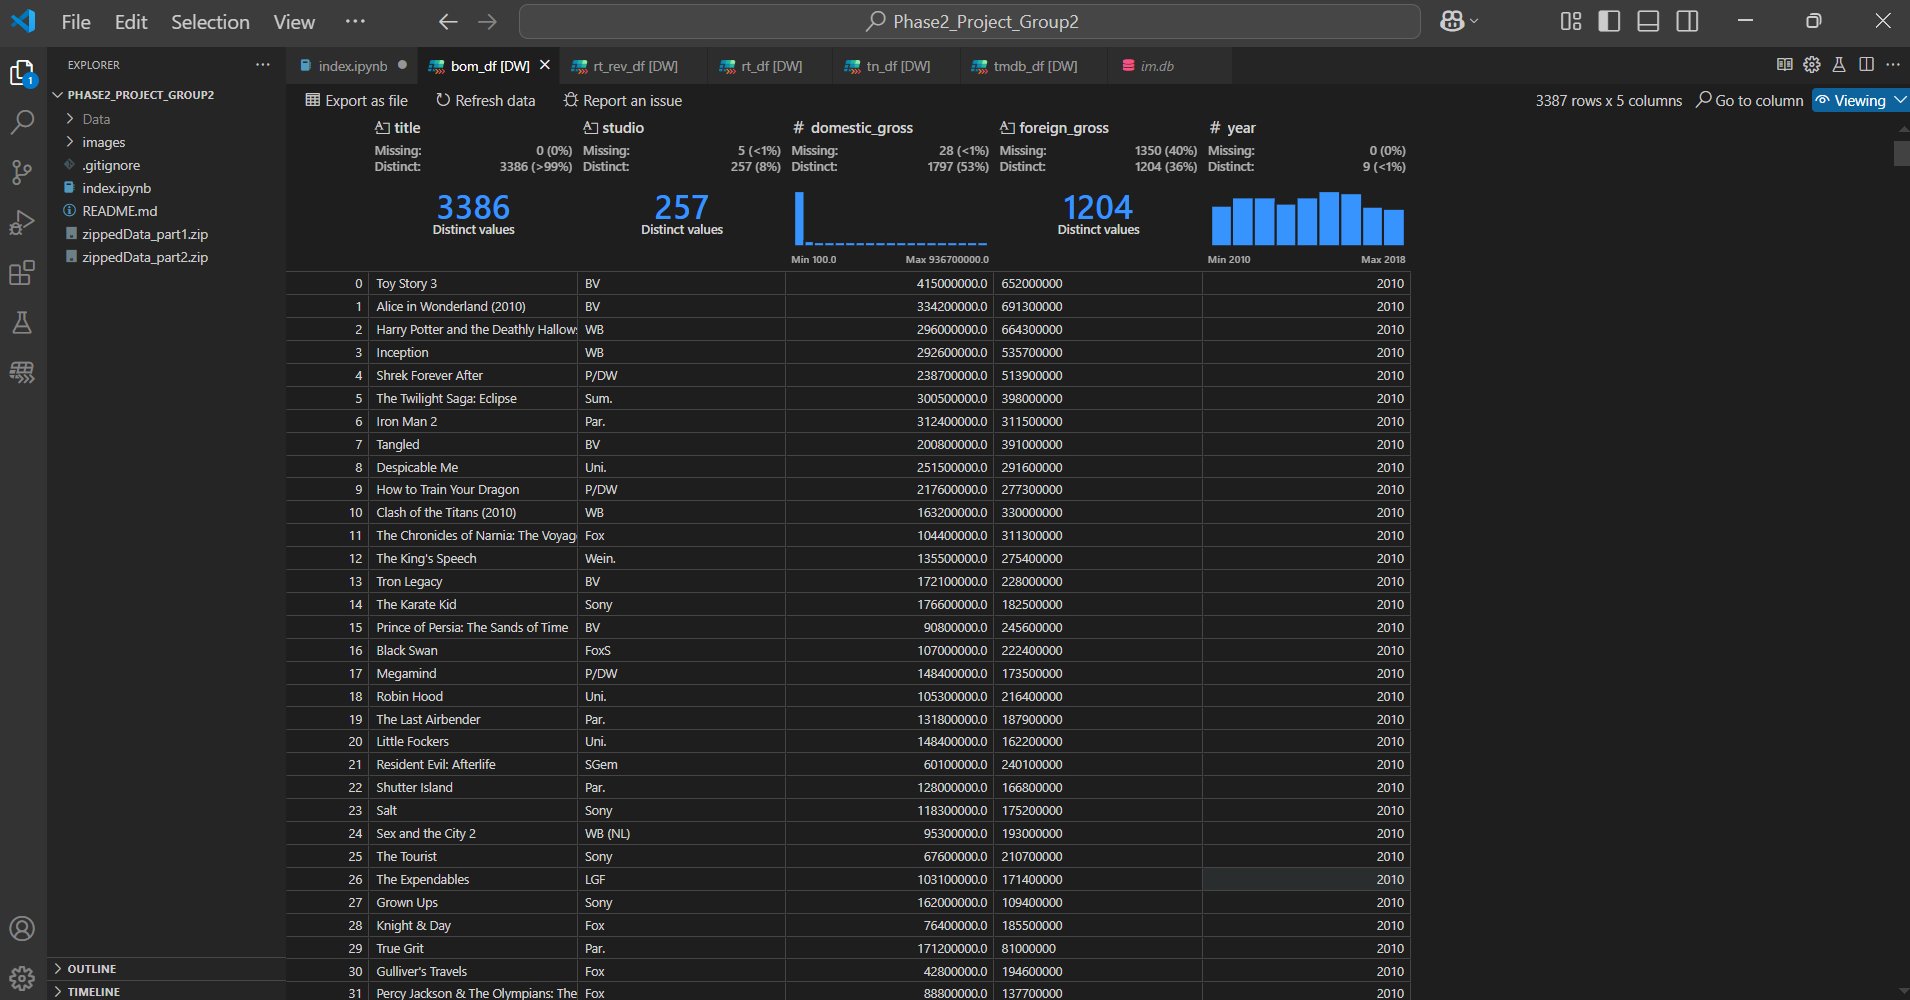 File Edit Selection View ··· Phase2_Project_Group2
EXPLORER ···
index.ipynb bom_df [DW] rt_rev_df [DW] rt_df [DW] tn_df [DW] tmdb_df [DW] im.db
PHASE2_PROJECT_GROUP2
Data
images
.gitignore
index.ipynb
README.md
zippedData_part1.zip
zippedData_part2.zip
OUTLINE
TIMELINE
1
Export as file Refresh data Report an issue 3387 rows x 5 columns Go to column Viewing
title studio # domestic_gross foreign_gross # year
Missing: 0 (0%) Missing: 5 (<1%) Missing: 28 (<1%) Missing: 1350 (40%) Missing: 0 (0%)
Distinct: 3386 (>99%) Distinct: 257 (8%) Distinct: 1797 (53%) Distinct: 1204 (36%) Distinct: 9 (<1%)
3386 257 1204
Distinct values Distinct values Distinct values
Min 100.0 Max 936700000.0 Min 2010 Max 2018
0 Toy Story 3 BV 415000000.0 652000000 2010
1 Alice in Wonderland (2010) BV 334200000.0 691300000 2010
2 Harry Potter and the Deathly Hallows WB 296000000.0 664300000 2010
3 Inception WB 292600000.0 535700000 2010
4 Shrek Forever After P/DW 238700000.0 513900000 2010
5 The Twilight Saga: Eclipse Sum. 300500000.0 398000000 2010
6 Iron Man 2 Par. 312400000.0 311500000 2010
7 Tangled BV 200800000.0 391000000 2010
8 Despicable Me Uni. 251500000.0 291600000 2010
9 How to Train Your Dragon P/DW 217600000.0 277300000 2010
10 Clash of the Titans (2010) WB 163200000.0 330000000 2010
11 The Chronicles of Narnia: The Voyag Fox 104400000.0 311300000 2010
12 The King's Speech Wein. 135500000.0 275400000 2010
13 Tron Legacy BV 172100000.0 228000000 2010
14 The Karate Kid Sony 176600000.0 182500000 2010
15 Prince of Persia: The Sands of Time BV 90800000.0 245600000 2010
16 Black Swan FoxS 107000000.0 222400000 2010
17 Megamind P/DW 148400000.0 173500000 2010
18 Robin Hood Uni. 105300000.0 216400000 2010
19 The Last Airbender Par. 131800000.0 187900000 2010
20 Little Fockers Uni. 148400000.0 162200000 2010
21 Resident Evil: Afterlife SGem 60100000.0 240100000 2010
22 Shutter Island Par. 128000000.0 166800000 2010
23 Salt Sony 118300000.0 175200000 2010
24 Sex and the City 2 WB (NL) 95300000.0 193000000 2010
25 The Tourist Sony 67600000.0 210700000 2010
26 The Expendables LGF 103100000.0 171400000 2010
27 Grown Ups Sony 162000000.0 109400000 2010
28 Knight & Day Fox 76400000.0 185500000 2010
29 True Grit Par. 171200000.0 81000000 2010
30 Gulliver's Travels Fox 42800000.0 194600000 2010
31 Percy Jackson & The Olympians: The Fox 88800000.0 137700000 2010